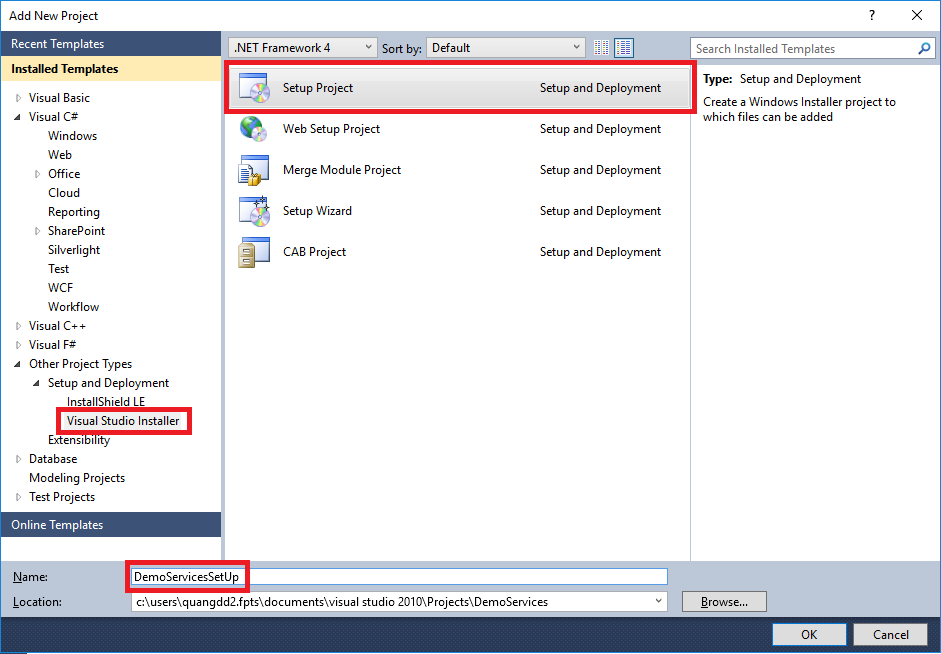 Add New Project
?
Recent Templates
Installed Templates
Visual Basic
Visual C#
Windows
Web
Office
Cloud
Reporting
SharePoint
Silverlight
Test
WCF
Workflow
Visual C++
Visual F#
Other Project Types
Setup and Deployment
InstallShield LE
Visual Studio Installer
Extensibility
Database
Modeling Projects
Test Projects
Online Templates
.NET Framework 4
Sort by: Default
Setup Project Setup and Deployment
Web Setup Project Setup and Deployment
Merge Module Project Setup and Deployment
Setup Wizard Setup and Deployment
CAB Project Setup and Deployment
Search Installed Templates
Type: Setup and Deployment
Create a Windows Installer project to
which files can be added
Name: DemoServicesSetUp
Location: c:\users\quangdd2.fpts\documents\visual studio 2010\Projects\DemoServices
Browse...
OK Cancel